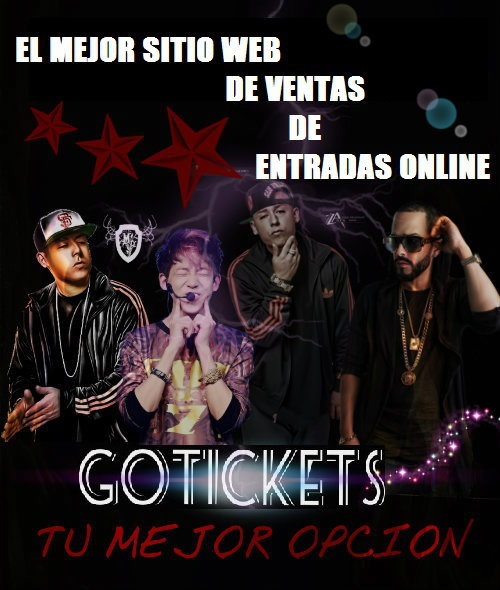 EL MEJOR SITIO WEB
DE VENTAS
DE
ENTRADAS ONLINE
GOTICKETS
TU MEJOR OPCION